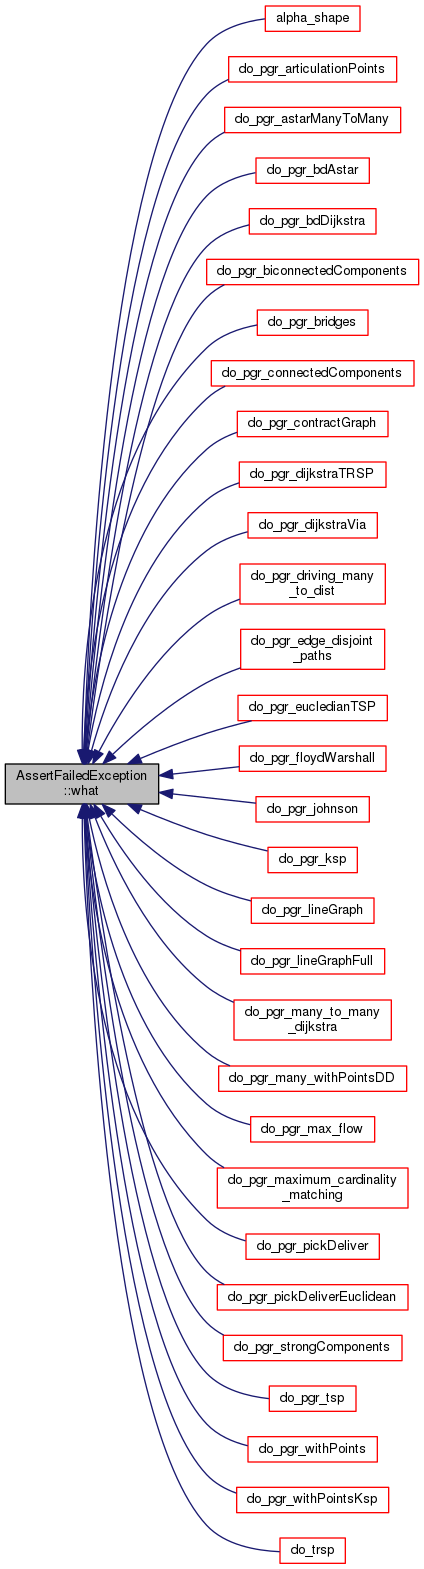 alpha_shape
do_pgr_articulationPoints
do_pgr_astarManyToMany
do_pgr_bdAstar
do_pgr_bdDijkstra
do_pgr_biconnectedComponents
do_pgr_bridges
do_pgr_connectedComponents
do_pgr_contractGraph
do_pgr_dijkstraTRSP
do_pgr_dijkstraVia
do_pgr_driving_many
_to_dist
do_pgr_edge_disjoint
_paths
do_pgr_eucledianTSP
do_pgr_floydWarshall
AssertFailedException
::what
do_pgr_johnson
do_pgr_ksp
do_pgr_lineGraph
do_pgr_lineGraphFull
do_pgr_many_to_many
_dijkstra
do_pgr_many_withPointsDD
do_pgr_max_flow
do_pgr_maximum_cardinality
_matching
do_pgr_pickDeliver
do_pgr_pickDeliverEuclidean
do_pgr_strongComponents
do_pgr_tsp
do_pgr_withPoints
do_pgr_withPointsKsp
do_trsp